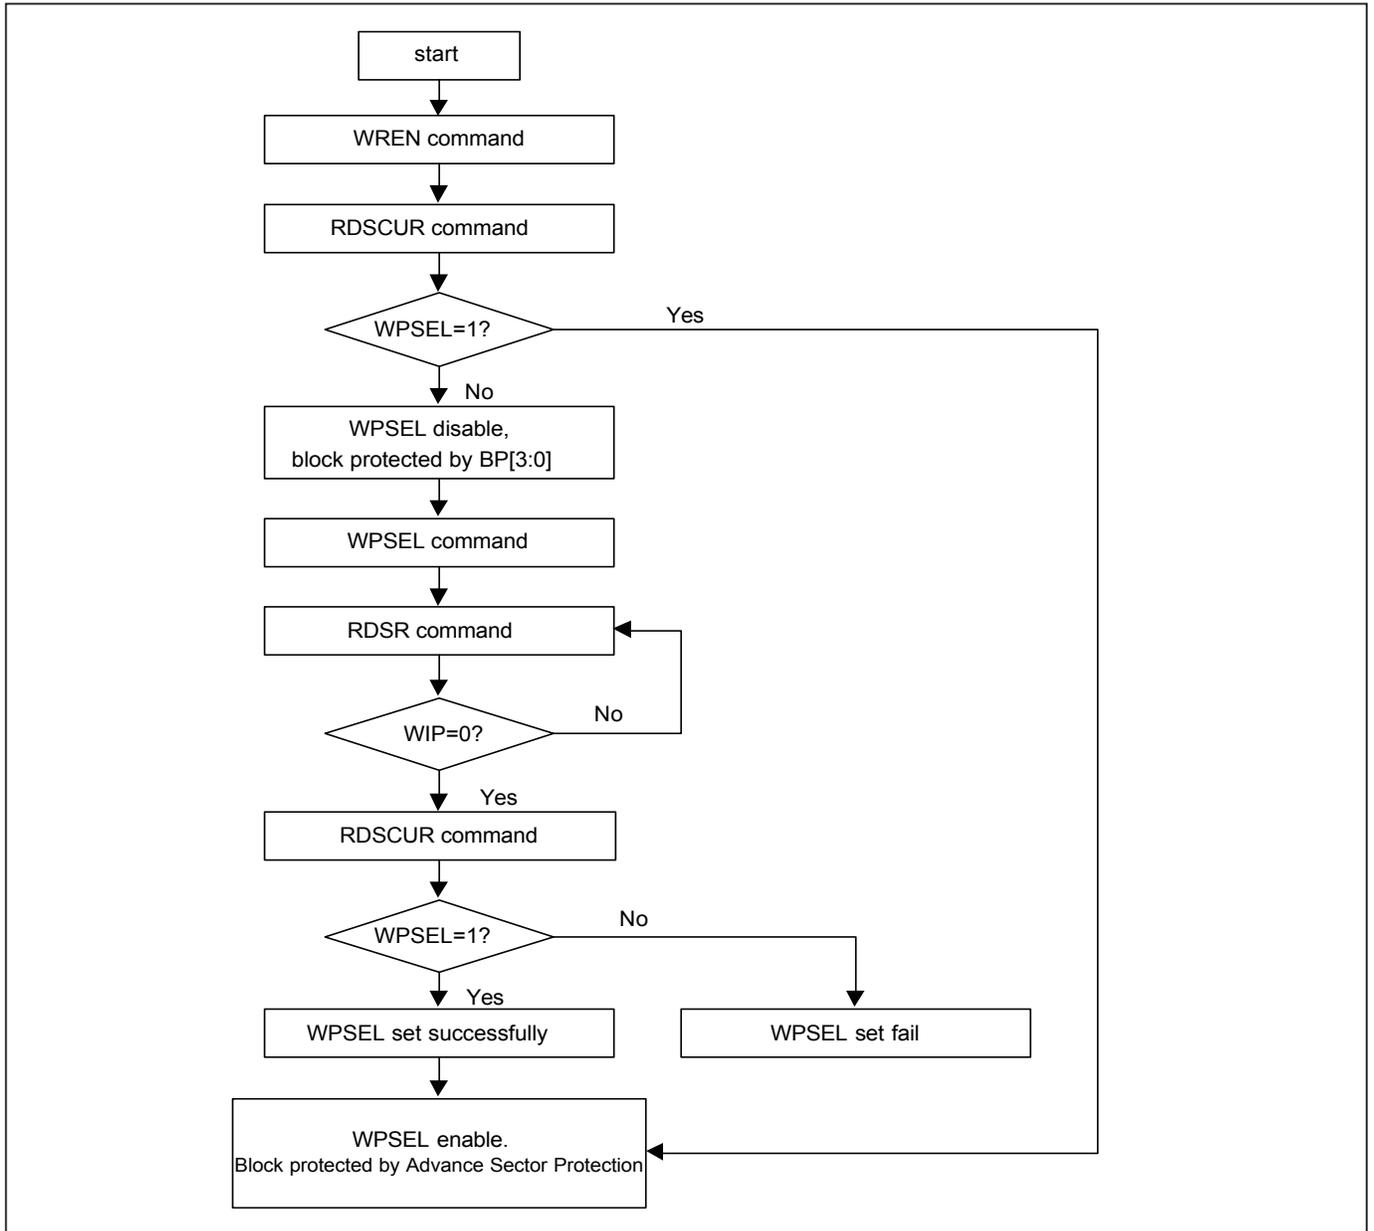 start
WREN command
RDSCUR command
WPSEL=1?
Yes
No
WPSEL disable,
block protected by BP[3:0]
WPSEL command
RDSR command
WIP=0?
No
Yes
RDSCUR command
WPSEL=1?
No
Yes
WPSEL set successfully
WPSEL set fail
WPSEL enable.
Block protected by Advance Sector Protection